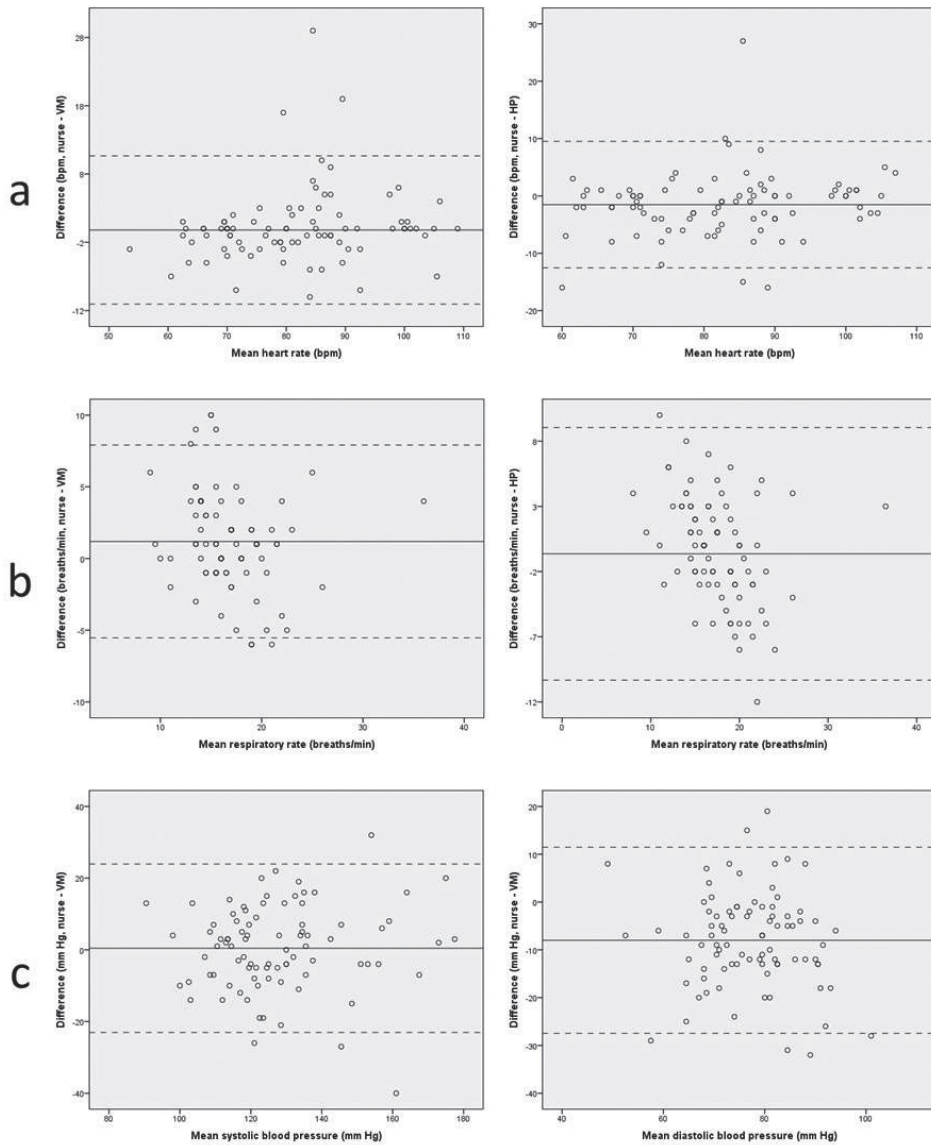 a
Difference (bpm, nurse - VM)
28
18
8
-2
-12
50 60 70 80 90 100 110
Mean heart rate (bpm)
Difference (bpm, nurse - HP)
30
20
10
0
-10
-20
60 70 80 90 100 110
Mean heart rate (bpm)
b
Difference (breaths/min, nurse - VM)
10
5
0
-5
-10
10 20 30 40
Mean respiratory rate (breaths/min)
Difference (breaths/min, nurse - HP)
8
3
-2
-7
-12
0 10 20 30 40
Mean respiratory rate (breaths/min)
c
Difference (mm Hg, nurse - VM)
40
20
0
-20
-40
80 100 120 140 160 180
Mean systolic blood pressure (mm Hg)
Difference (mm Hg, nurse - VM)
20
10
0
-10
-20
-30
-40
40 60 80 100
Mean diastolic blood pressure (mm Hg)